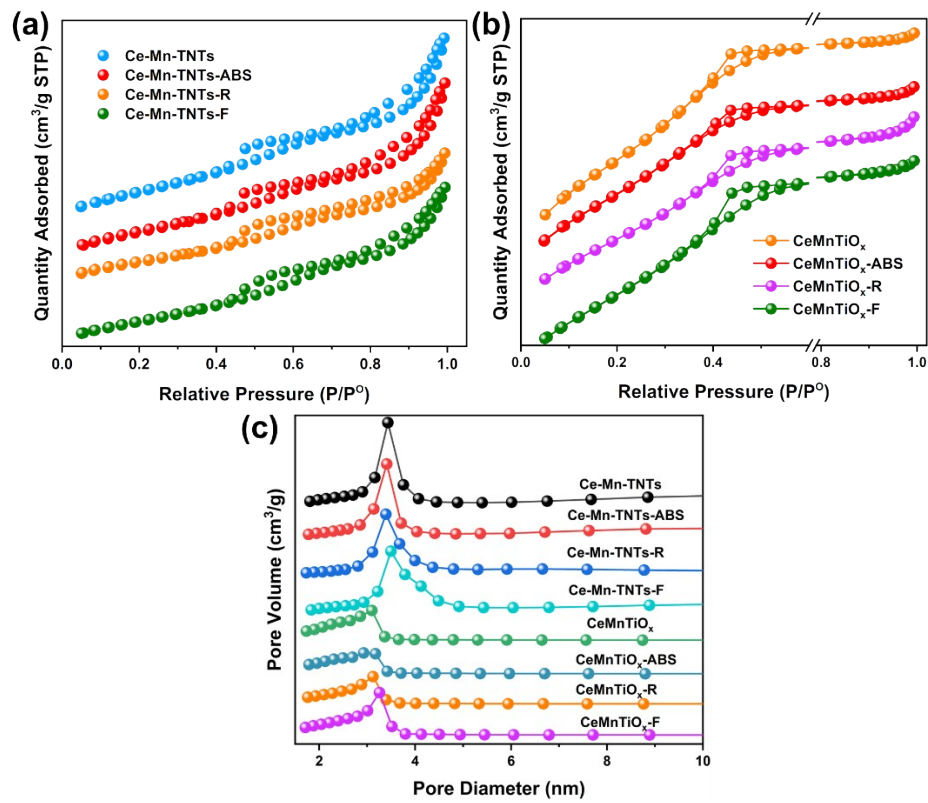 (a)
Quantity Adsorbed (cm³/g STP)
Ce-Mn-TNTs
Ce-Mn-TNTs-ABS
Ce-Mn-TNTs-R
Ce-Mn-TNTs-F
0.0 0.2 0.4 0.6 0.8 1.0
Relative Pressure (P/P⁰)
(b)
Quantity Adsorbed (cm³/g STP)
CeMnTiOₓ
CeMnTiOₓ-ABS
CeMnTiOₓ-R
CeMnTiOₓ-F
0.0 0.2 0.4 0.8 1.0
Relative Pressure (P/P⁰)
(c)
Pore Volume (cm³/g)
Ce-Mn-TNTs
Ce-Mn-TNTs-ABS
Ce-Mn-TNTs-R
Ce-Mn-TNTs-F
CeMnTiOₓ
CeMnTiOₓ-ABS
CeMnTiOₓ-R
CeMnTiOₓ-F
2 4 6 8 10
Pore Diameter (nm)